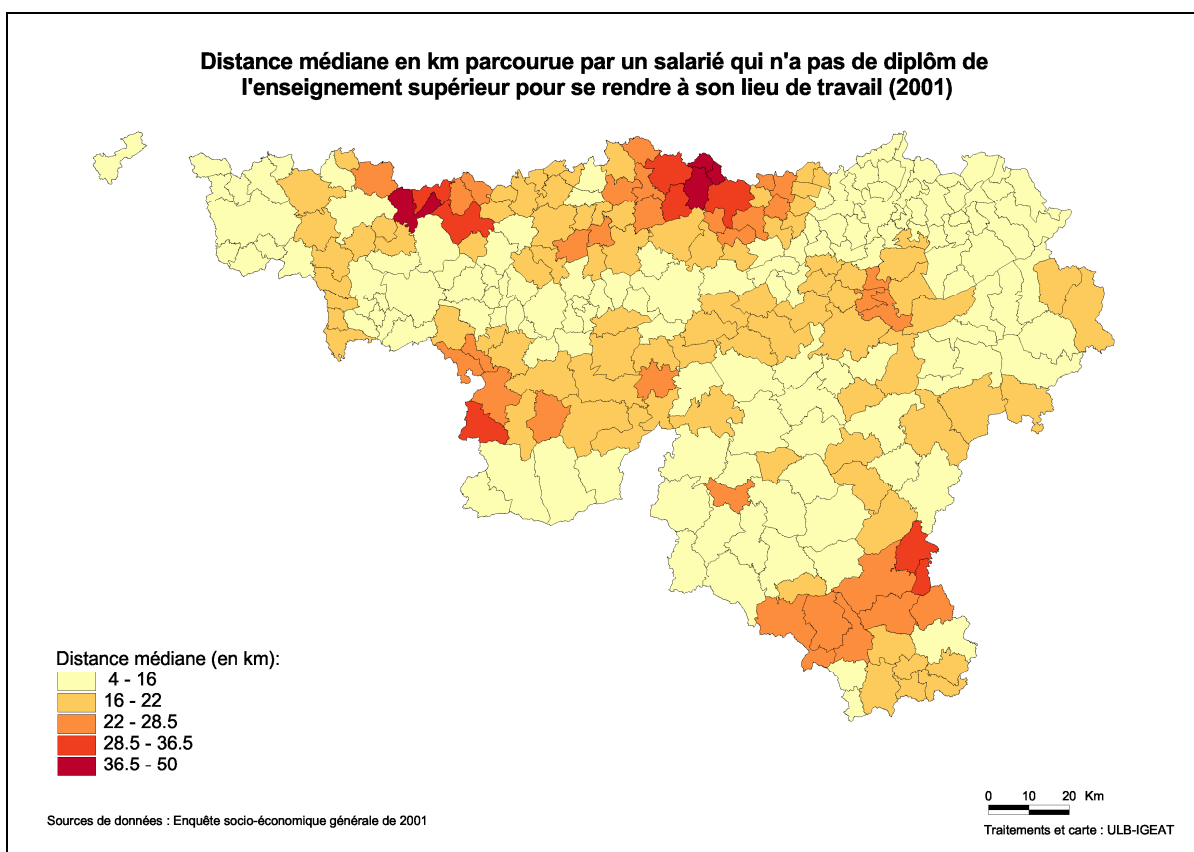 Distance médiane en km parcourue par un salarié qui n'a pas de diplôm de
l'enseignement supérieur pour se rendre à son lieu de travail (2001)
Distance médiane (en km):
4 - 16
16 - 22
22 - 28.5
28.5 - 36.5
36.5 - 50
0 10 20 Km
Sources de données : Enquête socio-économique générale de 2001
Traitements et carte : ULB-IGEAT